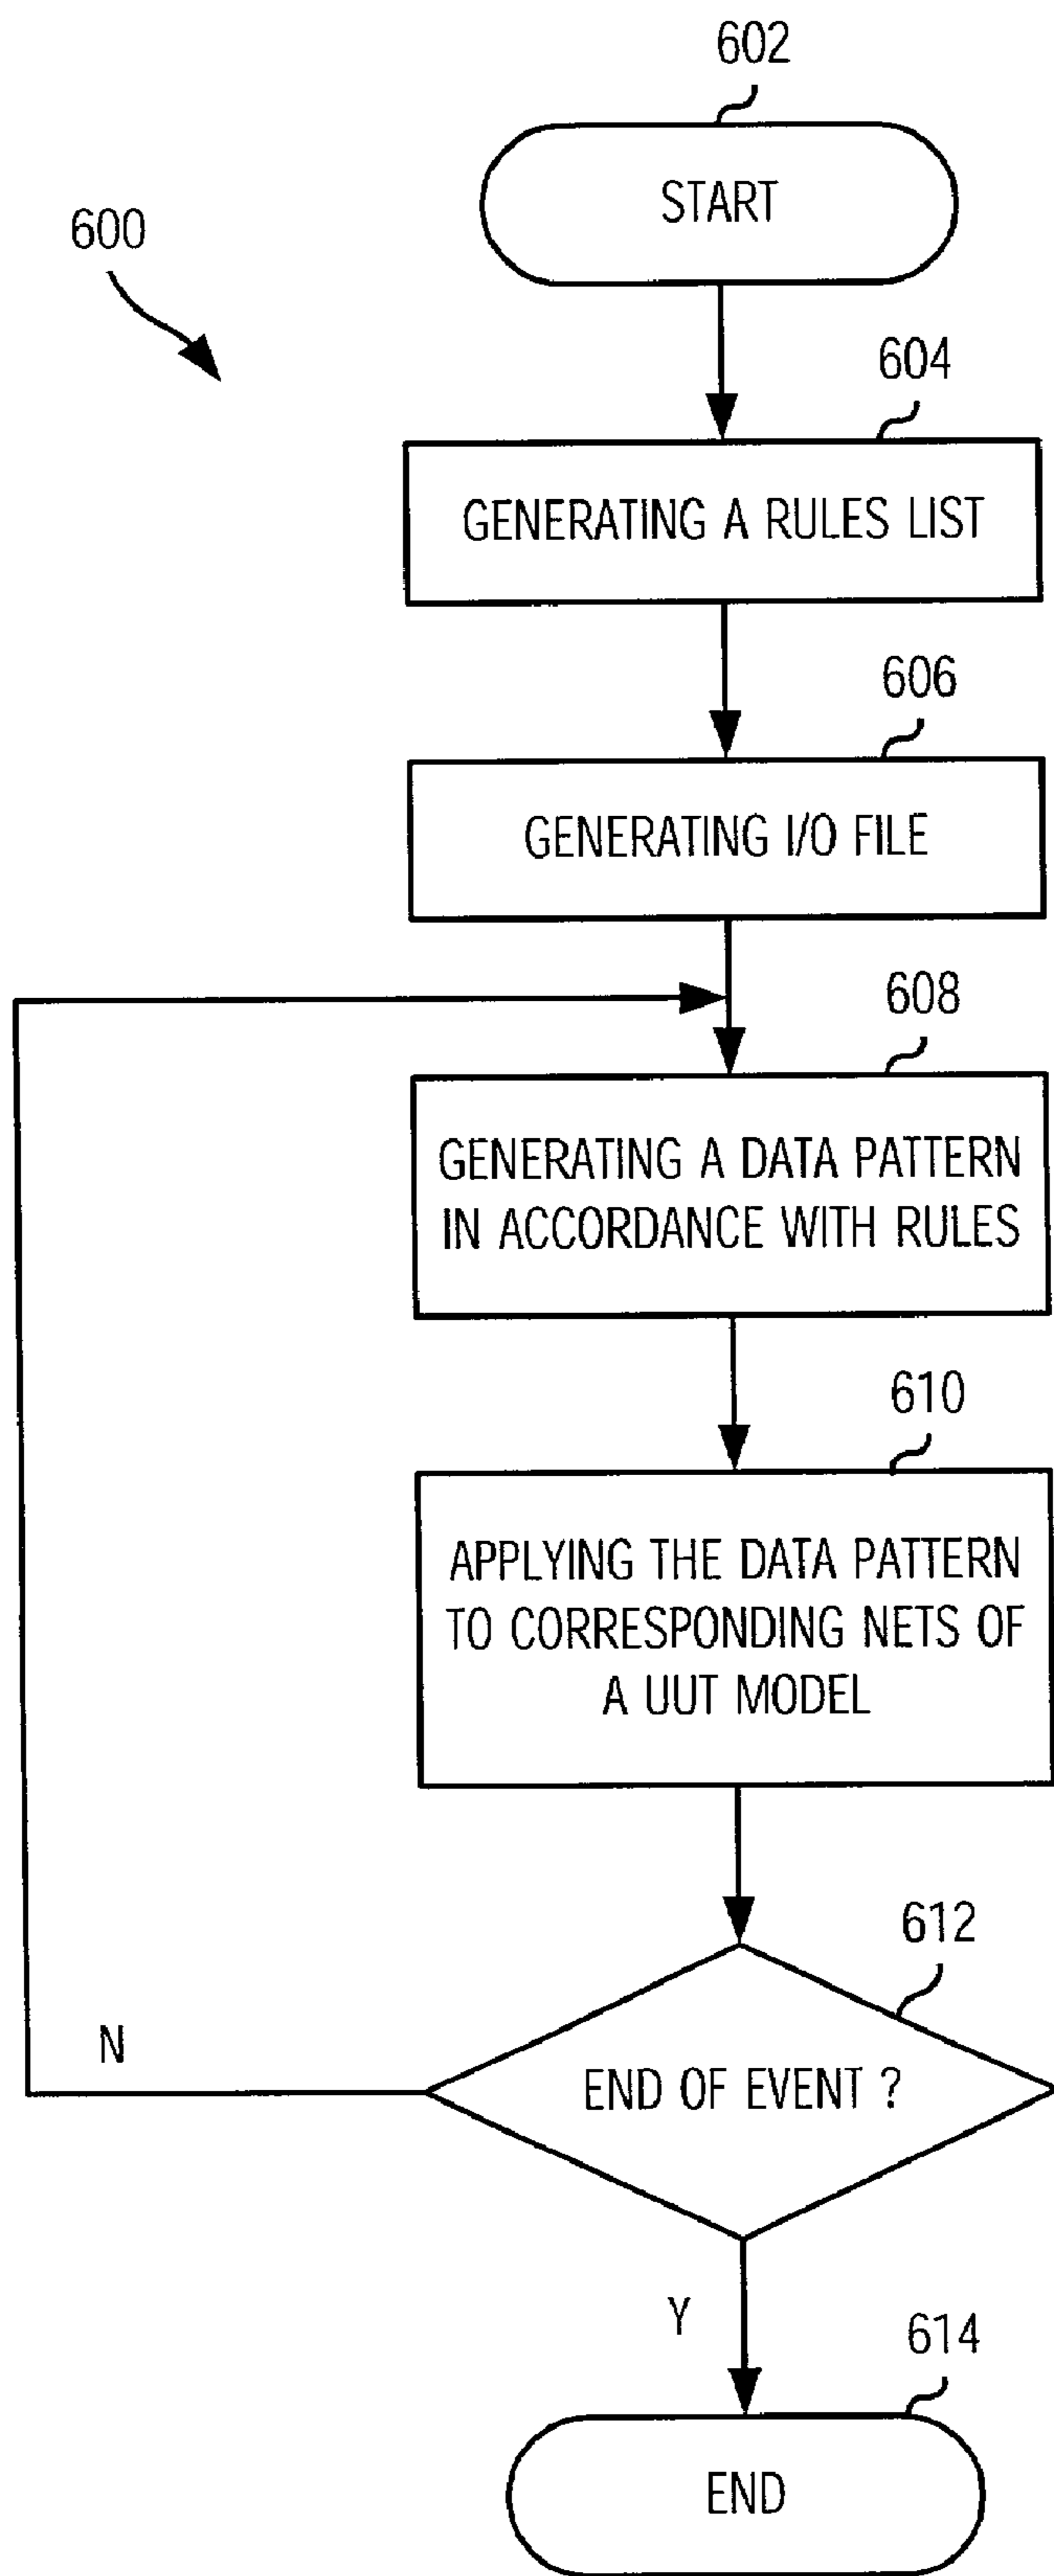 602
START
600
604
GENERATING A RULES LIST
606
GENERATING I/O FILE
608
GENERATING A DATA PATTERN
IN ACCORDANCE WITH RULES
610
APPLYING THE DATA PATTERN
TO CORRESPONDING NETS OF
A UUT MODEL
612
END OF EVENT ?
N
Y
614
END